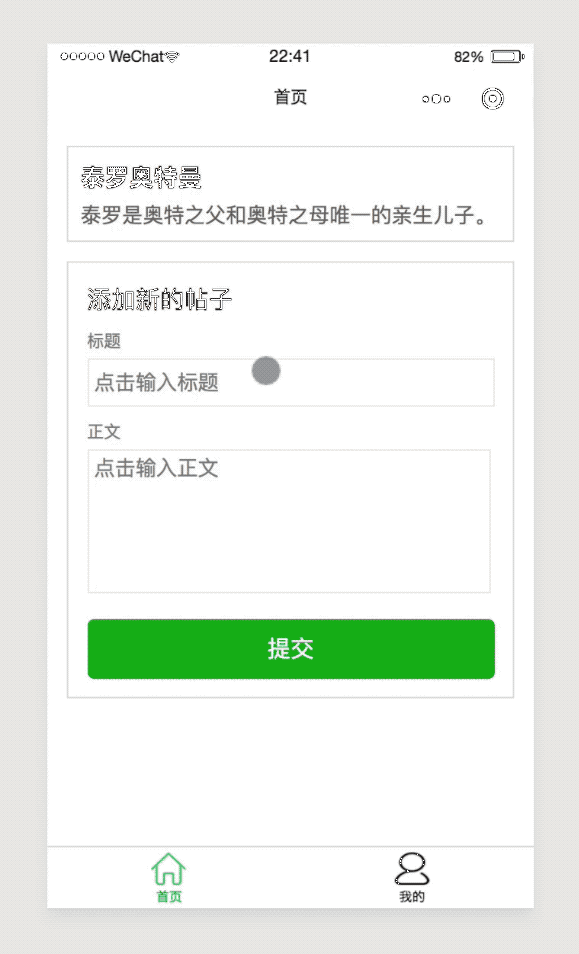 WeChat 22:41 82%
首页
泰罗奥特曼
泰罗是奥特之父和奥特之母唯一的亲生儿子。
添加新的帖子
标题
点击输入标题
正文
点击输入正文
提交
首页 我的